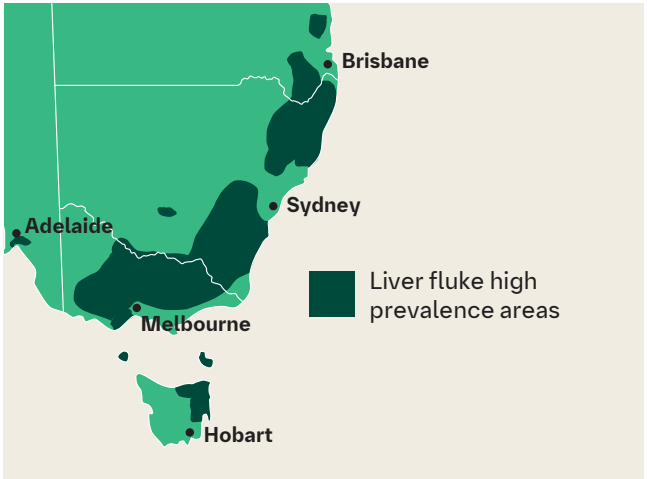 Brisbane
Sydney
Adelaide
Liver fluke high
prevalence areas
Melbourne
Hobart